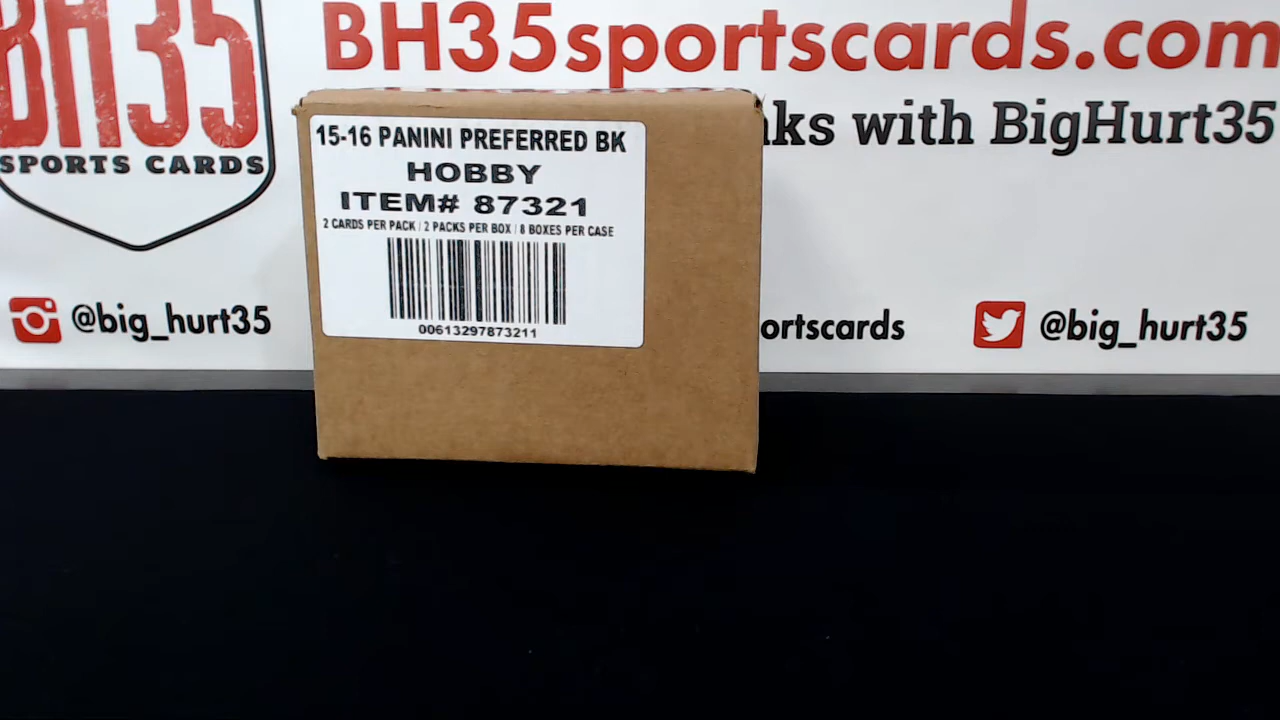 BH35
SPORTS CARDS
BH35sportscards.com
with BigHurt35
15-16 PANINI PREFERRED BK
HOBBY
ITEM# 87321
2 CARDS PER PACK / 2 PACKS PER BOX / 8 BOXES PER CASE
00613297873211
@big_hurt35
ortscards
@big_hurt35